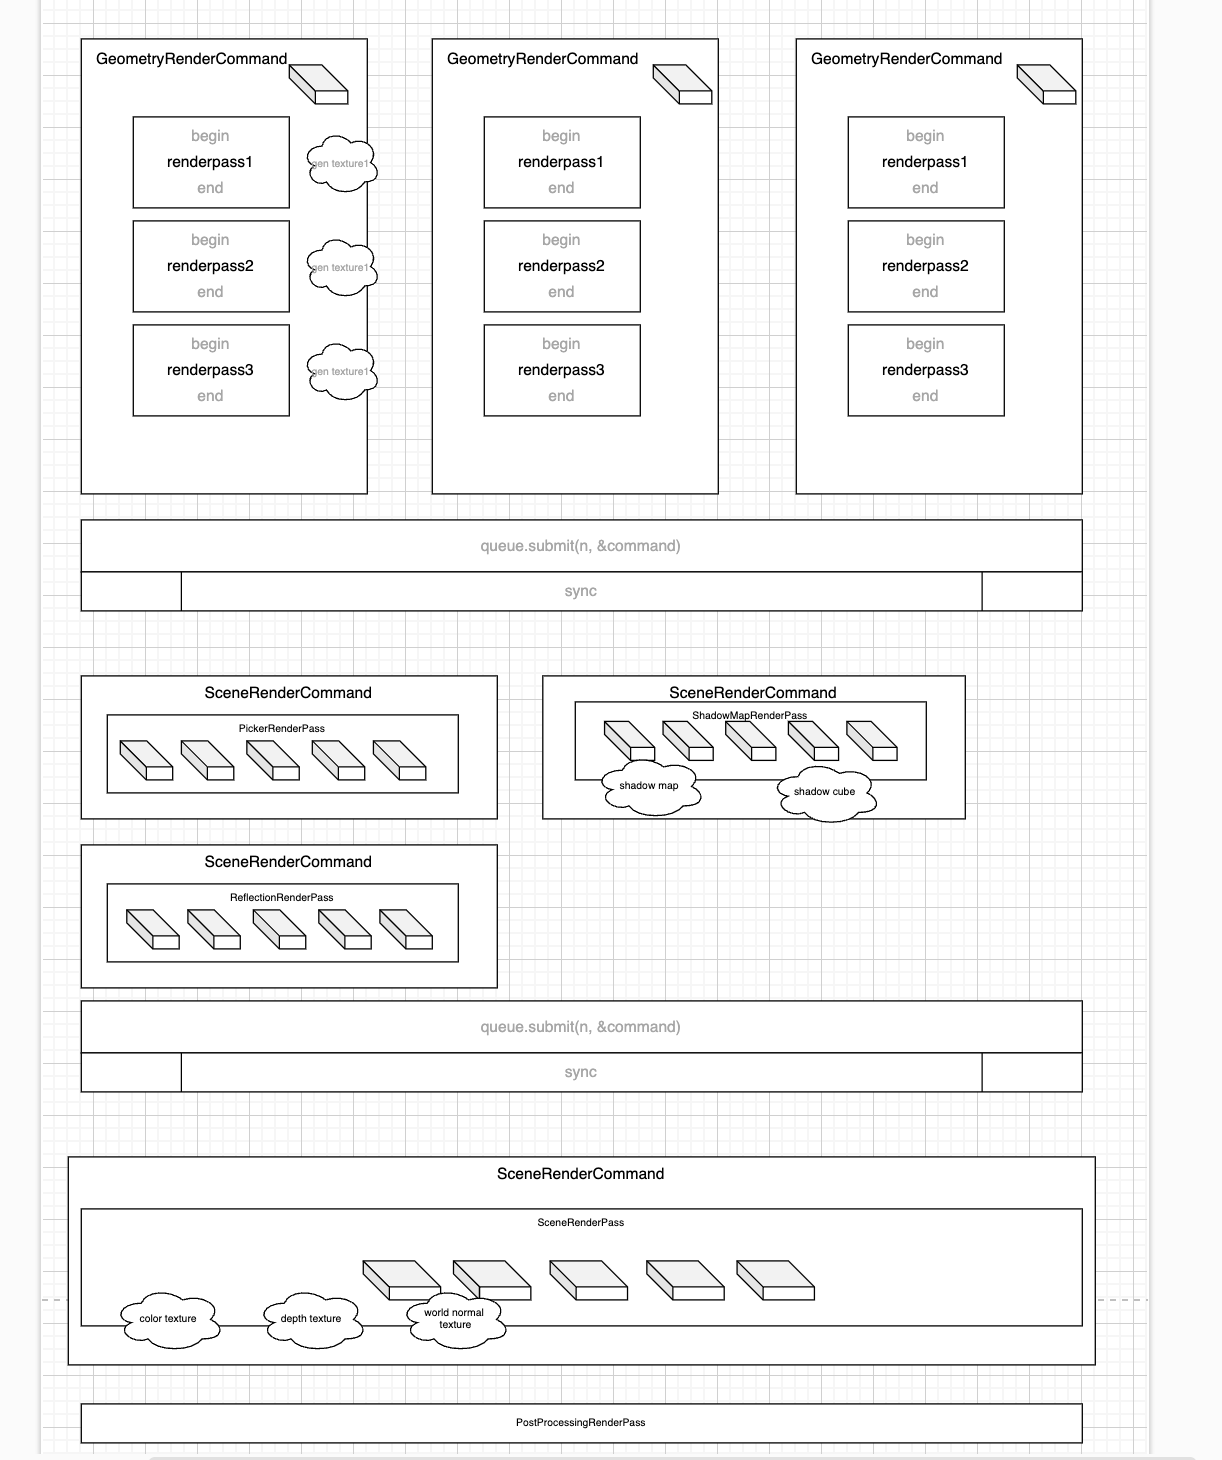 GeometryRenderCommand
begin
renderpass1
end
gen texture1
begin
renderpass2
end
gen texture1
begin
renderpass3
end
gen texture1
GeometryRenderCommand
begin
renderpass1
end
begin
renderpass2
end
begin
renderpass3
end
GeometryRenderCommand
begin
renderpass1
end
begin
renderpass2
end
begin
renderpass3
end
queue.submit(n, &command)
sync
SceneRenderCommand
PickerRenderPass
SceneRenderCommand
ShadowMapRenderPass
shadow map
shadow cube
SceneRenderCommand
ReflectionRenderPass
queue.submit(n, &command)
sync
SceneRenderCommand
SceneRenderPass
color texture
depth texture
world normal
texture
PostProcessingRenderPass